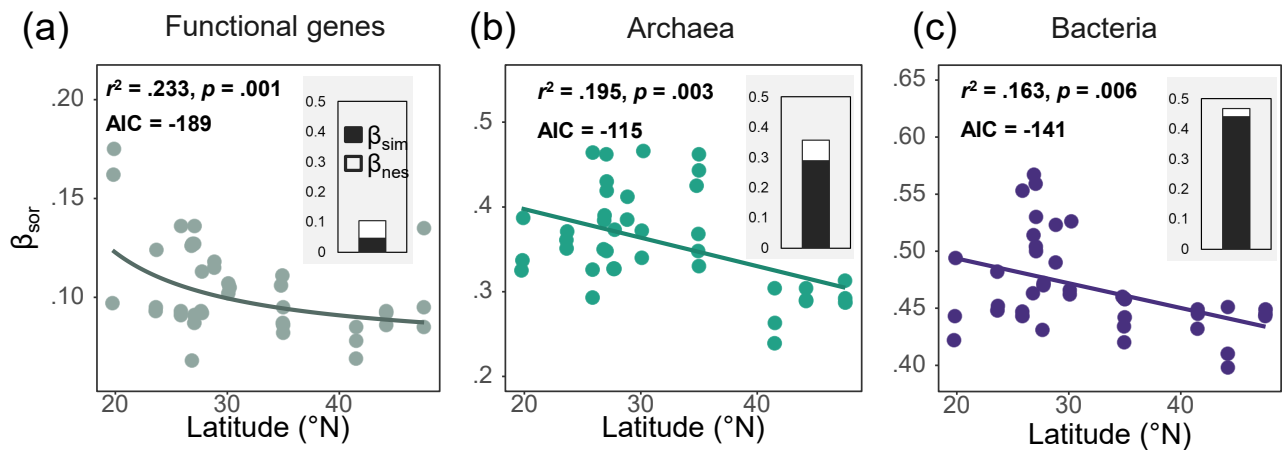 (a) Functional genes
r² = .233, p = .001
AIC = -189
0.5
0.4
0.3
0.2
0.1
0
βsim
βnes
.20
.15
.10
βsor
20 30 40
Latitude (°N)
(b) Archaea
r² = .195, p = .003
AIC = -115
0.5
0.4
0.3
0.2
0.1
0
.5
.4
.3
.2
20 30 40
Latitude (°N)
(c) Bacteria
r² = .163, p = .006
AIC = -141
0.5
0.4
0.3
0.2
0.1
0
.65
.60
.55
.50
.45
.40
20 30 40
Latitude (°N)